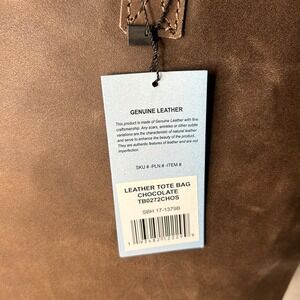 GENUINE LEATHER
This product is made of Genuine Leather with fine
craftsmanship. Any scars, wrinkles or other subtle
variations are the characteristic of natural leather
and serve to enhance the beauty of the product.
They are authentic features of leather and are not
imperfection.
SKU # -PLN # - ITEM #
LEATHER TOTE BAG
CHOCOLATE
TB0272CHOS
SBH 17-1379B